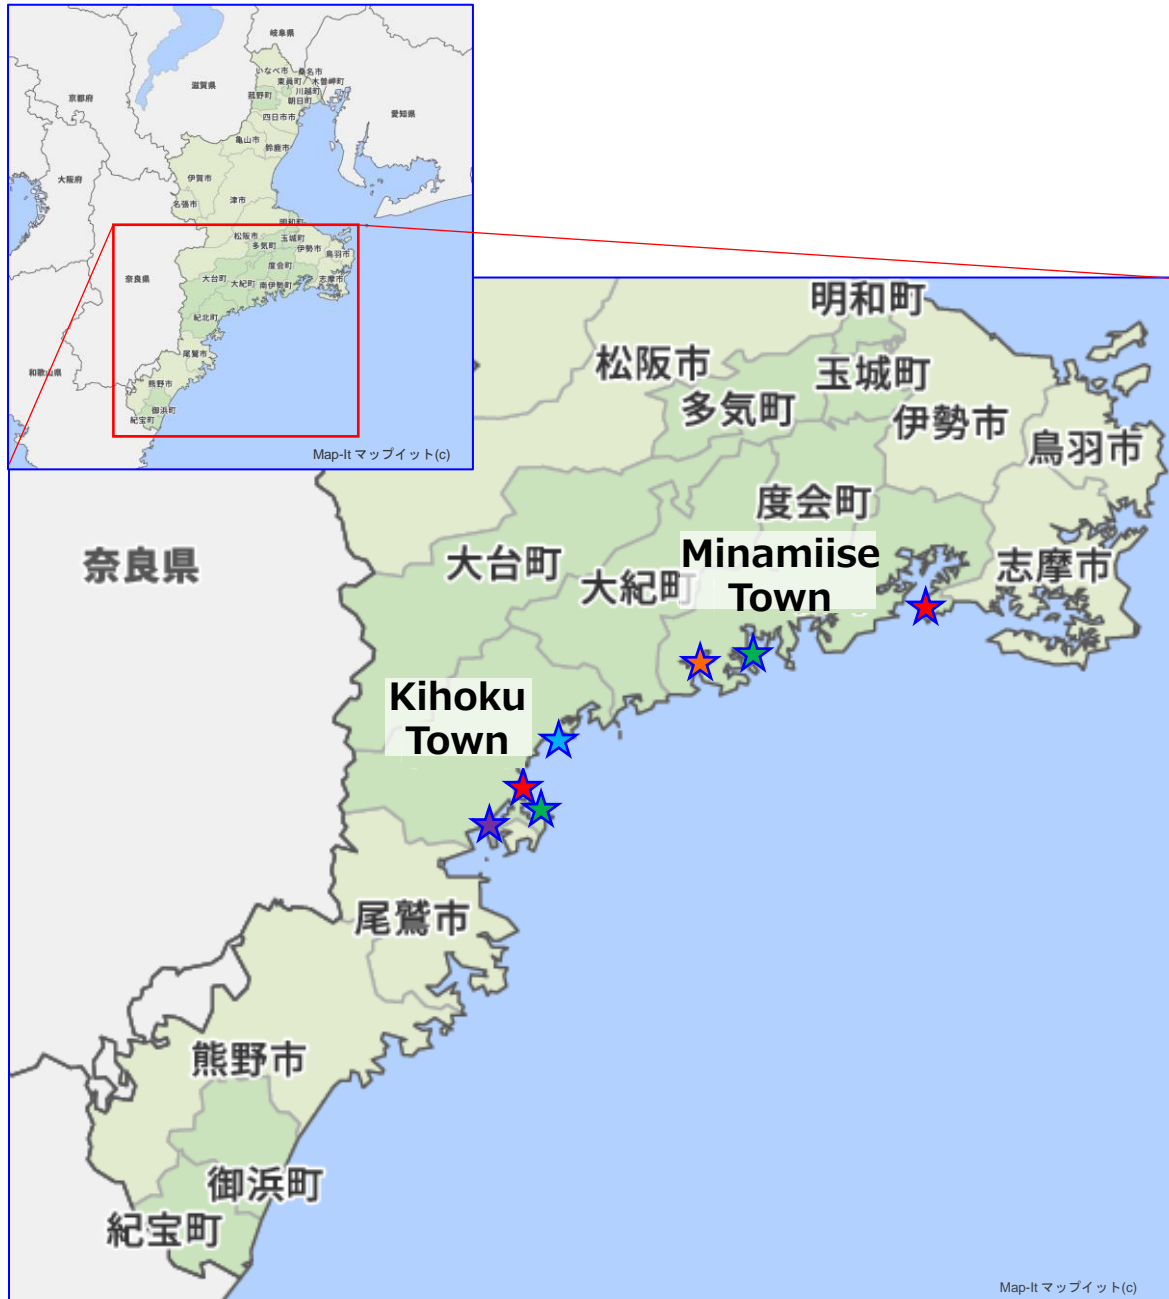 岐阜県
滋賀県
いなべ市
桑名市
東員町
木曽岬町
川越町
菰野町
朝日町
京都府
愛知県
四日市市
亀山市
鈴鹿市
伊賀市
大阪府
津市
名張市
明和町
松阪市
玉城町
多気町
伊勢市
鳥羽市
度会町
奈良県
大台町
大紀町
南伊勢町
志摩市
紀北町
尾鷲市
和歌山県
熊野市
御浜町
紀宝町
Map-It マップイット(c)
明和町
松阪市
玉城町
多気町
伊勢市
鳥羽市
度会町
奈良県
大台町
Minamiise
Town
志摩市
大紀町
Kihoku
Town
尾鷲市
熊野市
御浜町
紀宝町
Map-It マップイット(c)